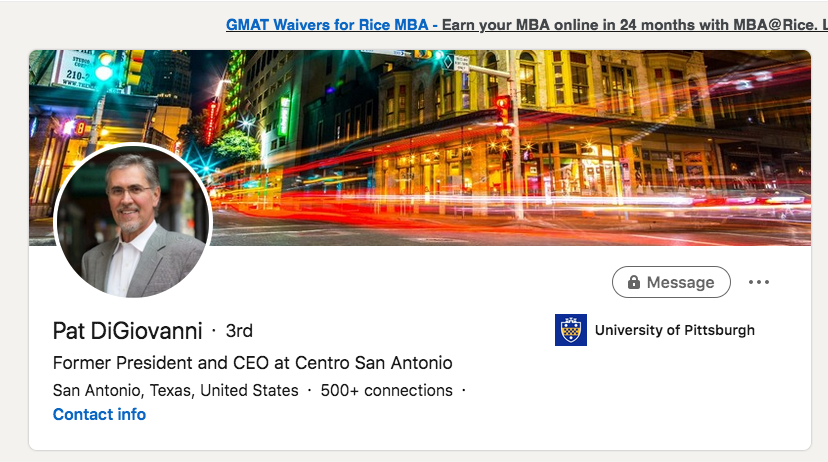 GMAT Waivers for Rice MBA - Earn your MBA online in 24 months with MBA@Rice.
210-
Message
Pat DiGiovanni · 3rd
University of Pittsburgh
Former President and CEO at Centro San Antonio
San Antonio, Texas, United States · 500+ connections ·
Contact info